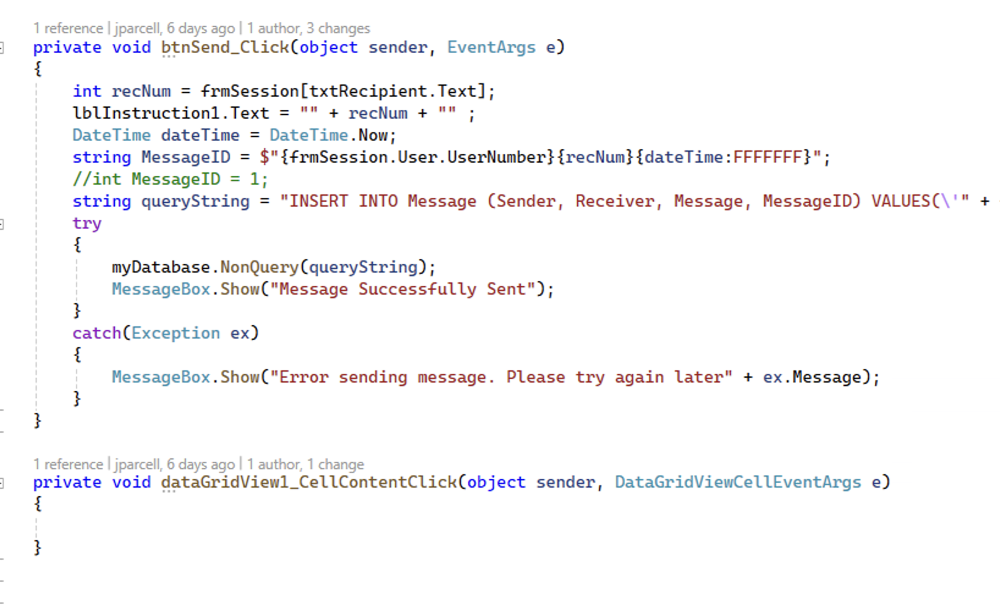 1 reference | jparcell, 6 days ago | 1 author, 3 changes
private void btnSend_Click(object sender, EventArgs e)
{
int recNum = frmSession[txtRecipient.Text];
lblInstruction1.Text = "" + recNum + "" ;
DateTime dateTime = DateTime.Now;
string MessageID = $"{frmSession.User.UserNumber}{recNum}{dateTime:FFFFFFF}";
//int MessageID = 1;
string queryString = "INSERT INTO Message (Sender, Receiver, Message, MessageID) VALUES(\'" +
try
{
myDatabase.NonQuery(queryString);
MessageBox.Show("Message Successfully Sent");
}
catch(Exception ex)
{
MessageBox.Show("Error sending message. Please try again later" + ex.Message);
}
}
1 reference | jparcell, 6 days ago | 1 author, 1 change
private void dataGridView1_CellContentClick(object sender, DataGridViewCellEventArgs e)
{
}